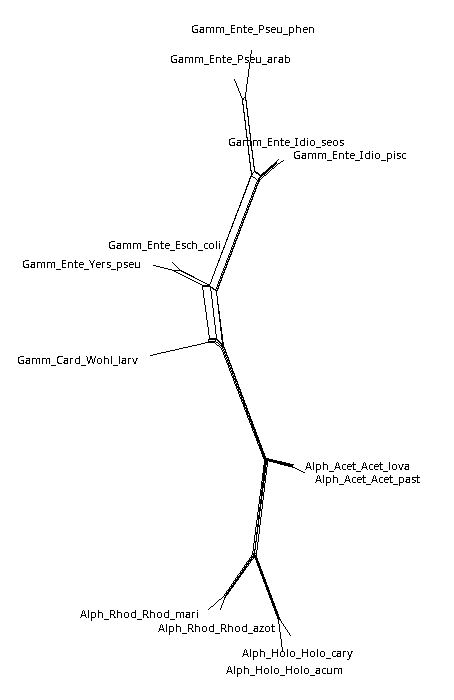 Gamm_Ente_Pseu_phen
Gamm_Ente_Pseu_arab
Gamm_Ente_Idio_seos
Gamm_Ente_Idio_pisc
Gamm_Ente_Esch_coli
Gamm_Ente_Yers_pseu
Gamm_Card_Wohl_larv
Alph_Acet_Acet_lova
Alph_Acet_Acet_past
Alph_Rhod_Rhod_mari
Alph_Rhod_Rhod_azot
Alph_Holo_Holo_cary
Alph_Holo_Holo_acum